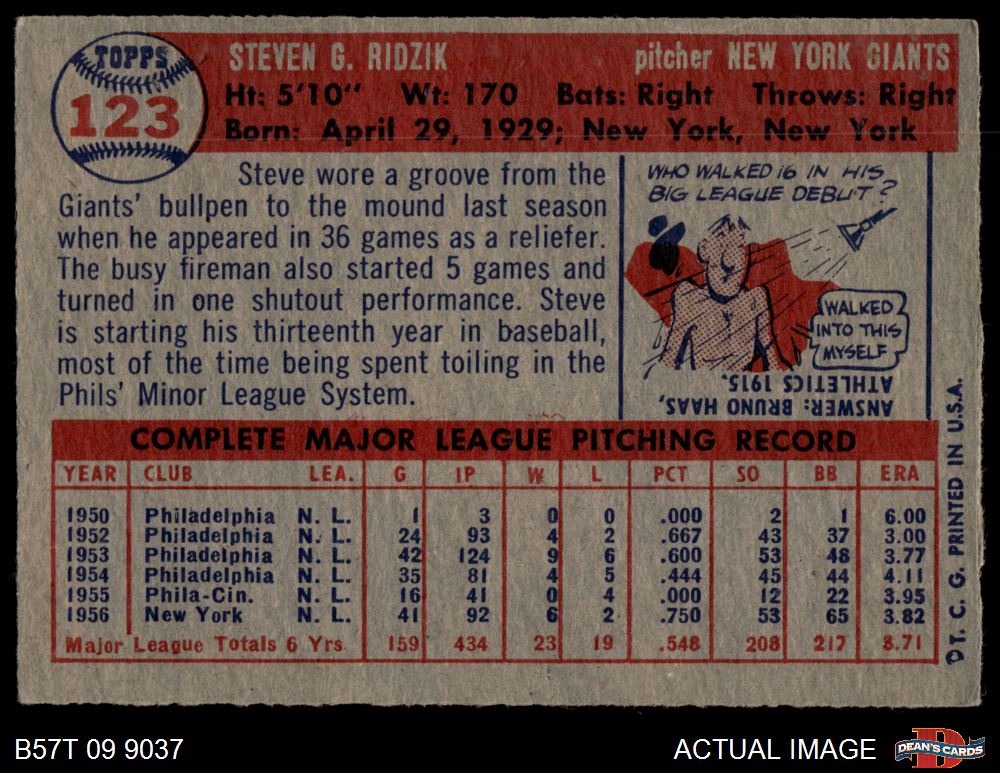 TOPPS
123
STEVEN G. RIDZIK pitcher NEW YORK GIANTS
Ht: 5'10" Wt: 170 Bats: Right Throws: Right
Born: April 29, 1929; New York, New York
Steve wore a groove from the
Giants' bullpen to the mound last season
when he appeared in 36 games as a reliefer.
The busy fireman also started 5 games and
turned in one shutout performance. Steve
is starting his thirteenth year in baseball,
most of the time being spent toiling in the
Phils' Minor League System.
WHO WALKED 16 IN HIS
BIG LEAGUE DEBUT?
WALKED
INTO THIS
MYSELF
ANSWER: BRUNO HAAS,
ATHLETICS 1915.
COMPLETE MAJOR LEAGUE PITCHING RECORD
YEAR CLUB LEA. G IP W L PCT SO BB ERA
1950 Philadelphia N. L. 1 3 0 0 .000 2 1 6.00
1952 Philadelphia N. L. 24 93 4 2 .667 43 37 3.00
1953 Philadelphia N. L. 42 124 9 6 .600 53 48 3.77
1954 Philadelphia N. L. 35 81 4 5 .444 45 44 4.11
1955 Phila-Cin. N. L. 16 41 0 4 .000 12 22 3.95
1956 New York N. L. 41 92 6 2 .750 53 65 3.82
Major League Totals 6 Yrs. 159 434 23 19 .548 208 217 3.71
©T. C. G. PRINTED IN U.S.A.
B57T 09 9037 ACTUAL IMAGE
D
DEAN'S CARDS